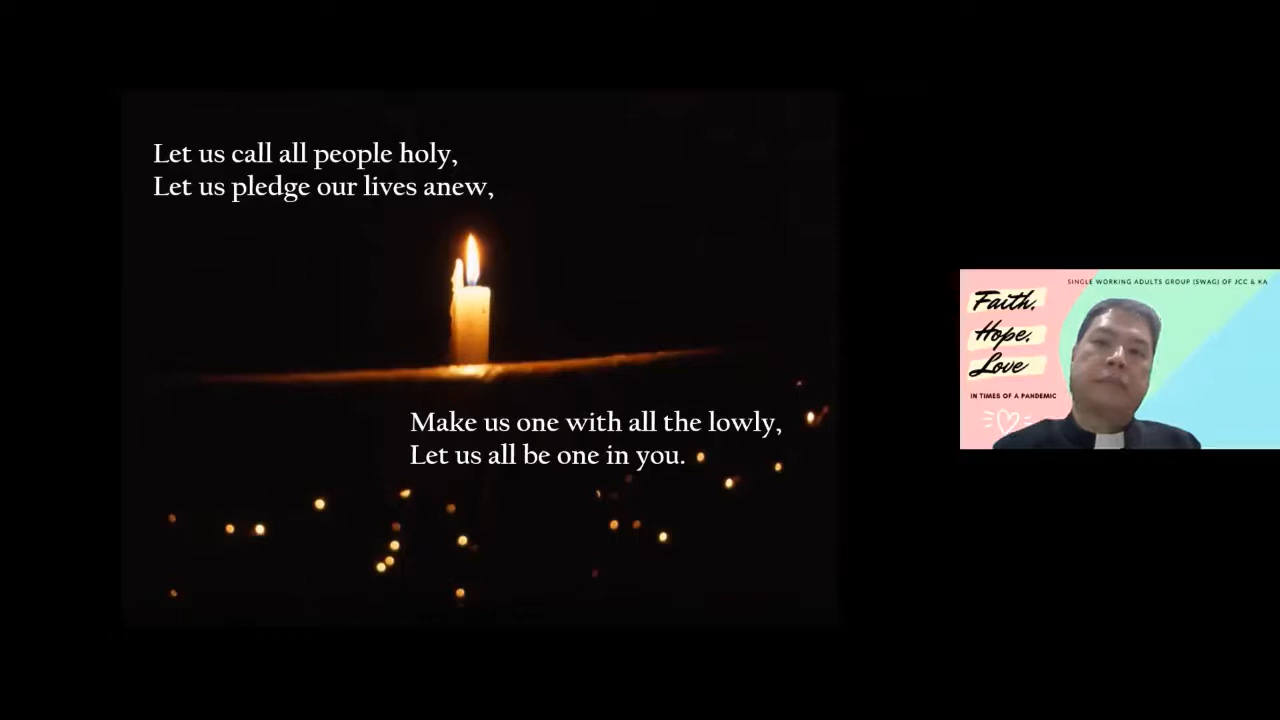 Let us call all people holy,
Let us pledge our lives anew,
Make us one with all the lowly,
Let us all be one in you.
SINGLE WORKING ADULTS GROUP (SWAG) OF JCC & KA
Faith.
Hope.
Love
IN TIMES OF A PANDEMIC